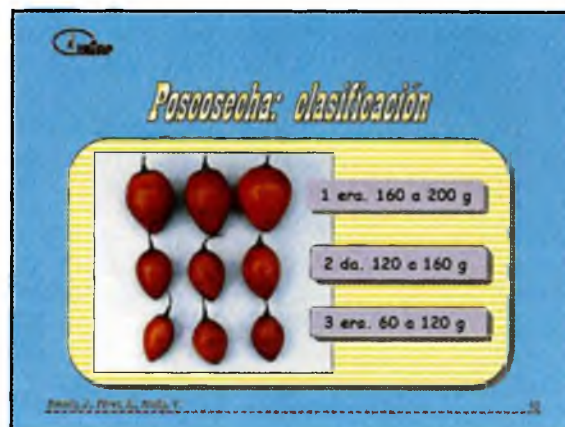 Poscosecha: clasificación
1 era. 160 a 200 g
2 da. 120 a 160 g
3 era. 60 a 120 g